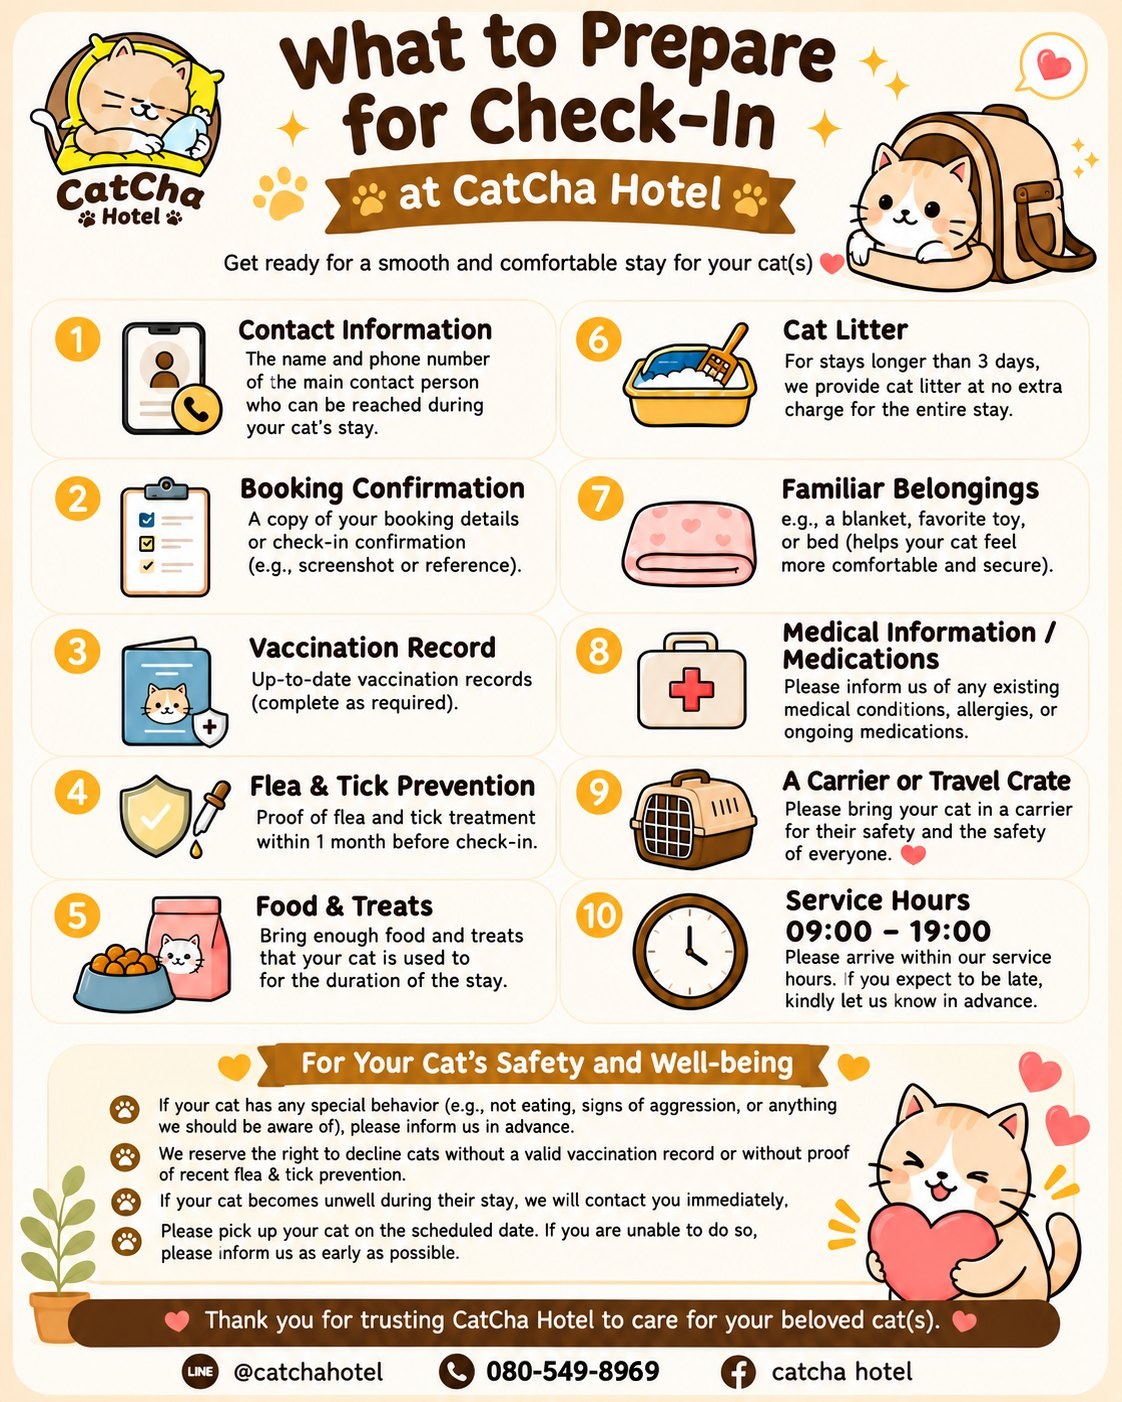 CatCha
Hotel
What to Prepare
for Check-In
at CatCha Hotel
Get ready for a smooth and comfortable stay for your cat(s)
1
Contact Information
The name and phone number
of the main contact person
who can be reached during
your cat's stay.
2
Booking Confirmation
A copy of your booking details
or check-in confirmation
(e.g., screenshot or reference).
3
Vaccination Record
Up-to-date vaccination records
(complete as required).
4
Flea & Tick Prevention
Proof of flea and tick treatment
within 1 month before check-in.
5
Food & Treats
Bring enough food and treats
that your cat is used to
for the duration of the stay.
6
Cat Litter
For stays longer than 3 days,
we provide cat litter at no extra
charge for the entire stay.
7
Familiar Belongings
e.g., a blanket, favorite toy,
or bed (helps your cat feel
more comfortable and secure).
8
Medical Information /
Medications
Please inform us of any existing
medical conditions, allergies, or
ongoing medications.
9
A Carrier or Travel Crate
Please bring your cat in a carrier
for their safety and the safety
of everyone.
10
Service Hours
09:00 – 19:00
Please arrive within our service
hours. If you expect to be late,
kindly let us know in advance.
For Your Cat's Safety and Well-being
If your cat has any special behavior (e.g., not eating, signs of aggression, or anything
we should be aware of), please inform us in advance.
We reserve the right to decline cats without a valid vaccination record or without proof
of recent flea & tick prevention.
If your cat becomes unwell during their stay, we will contact you immediately,
Please pick up your cat on the scheduled date. If you are unable to do so,
please inform us as early as possible.
Thank you for trusting CatCha Hotel to care for your beloved cat(s).
LINE @catchahotel
080-549-8969
catcha hotel